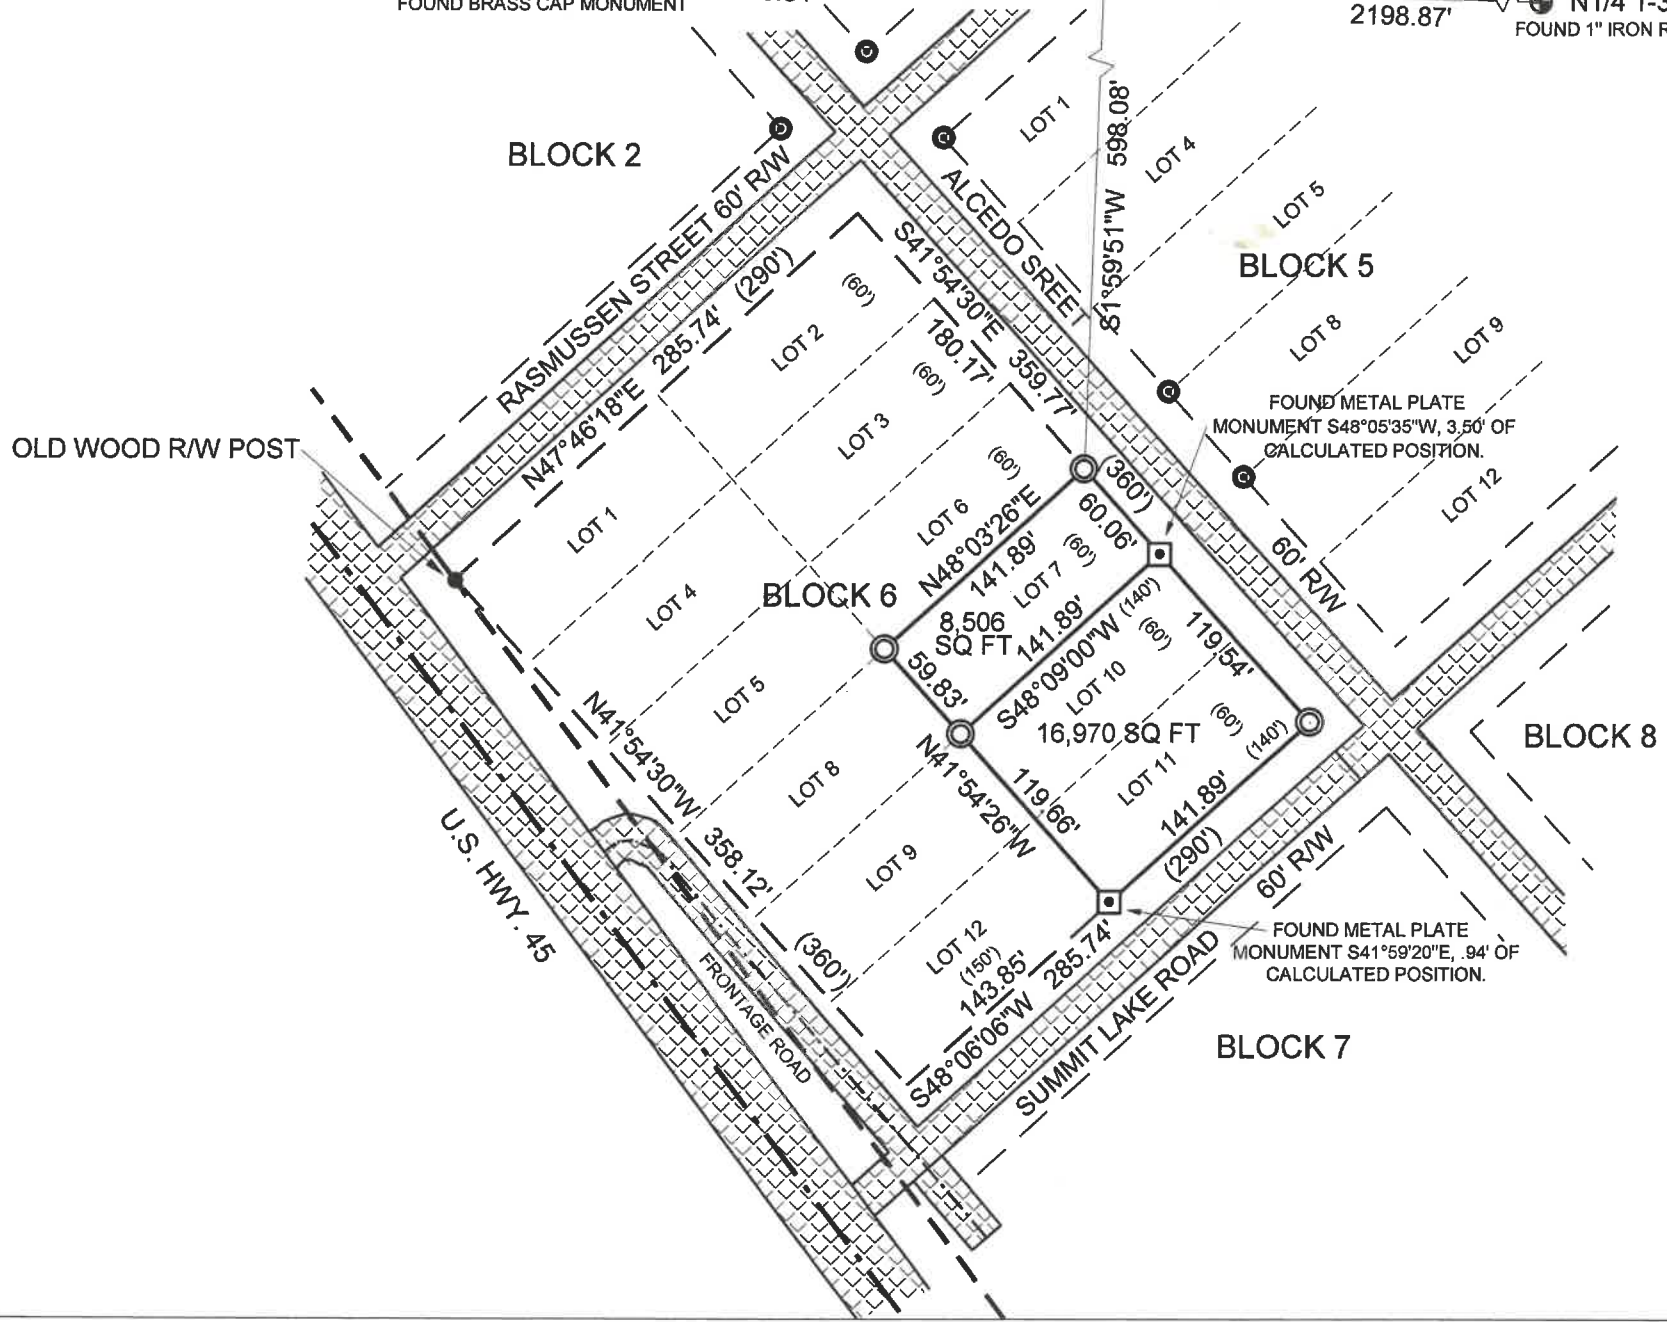 FOUND BRASS CAP MONUMENT
2198.87'
FOUND 1" IRON R
BLOCK 2
RASMUSSEN STREET 60' R/W
N47°46'18"E 285.74' (290')
OLD WOOD R/W POST
ALCEDO SREET
60' R/W
S1°59'51"W 598.08'
LOT 1
LOT 4
LOT 5
BLOCK 5
LOT 8
LOT 9
LOT 12
S41°54'30"E 359.77'
(360')
180.17'
FOUND METAL PLATE
MONUMENT S48°05'35"W, 3.50' OF
CALCULATED POSITION.
LOT 2
(60')
LOT 3
(60')
LOT 1
LOT 6
(60')
N48°03'26"E
141.89'
60.06'
(60')
LOT 7
LOT 4
BLOCK 6
8,506
SQ FT
141.89'
S48°09'00"W
(140')
(60')
LOT 10
119.54'
59.83'
LOT 5
16,970 SQ FT
(60')
(140')
LOT 11
141.89'
(290')
N41°54'26"W
119.66'
LOT 8
N41°54'30"W 358.12'
(360')
LOT 9
LOT 12
(150')
143.85'
S48°06'06"W 285.74'
BLOCK 8
U.S. HWY. 45
FRONTAGE ROAD
SUMMIT LAKE ROAD 60' R/W
FOUND METAL PLATE
MONUMENT S41°59'20"E, .94' OF
CALCULATED POSITION.
BLOCK 7